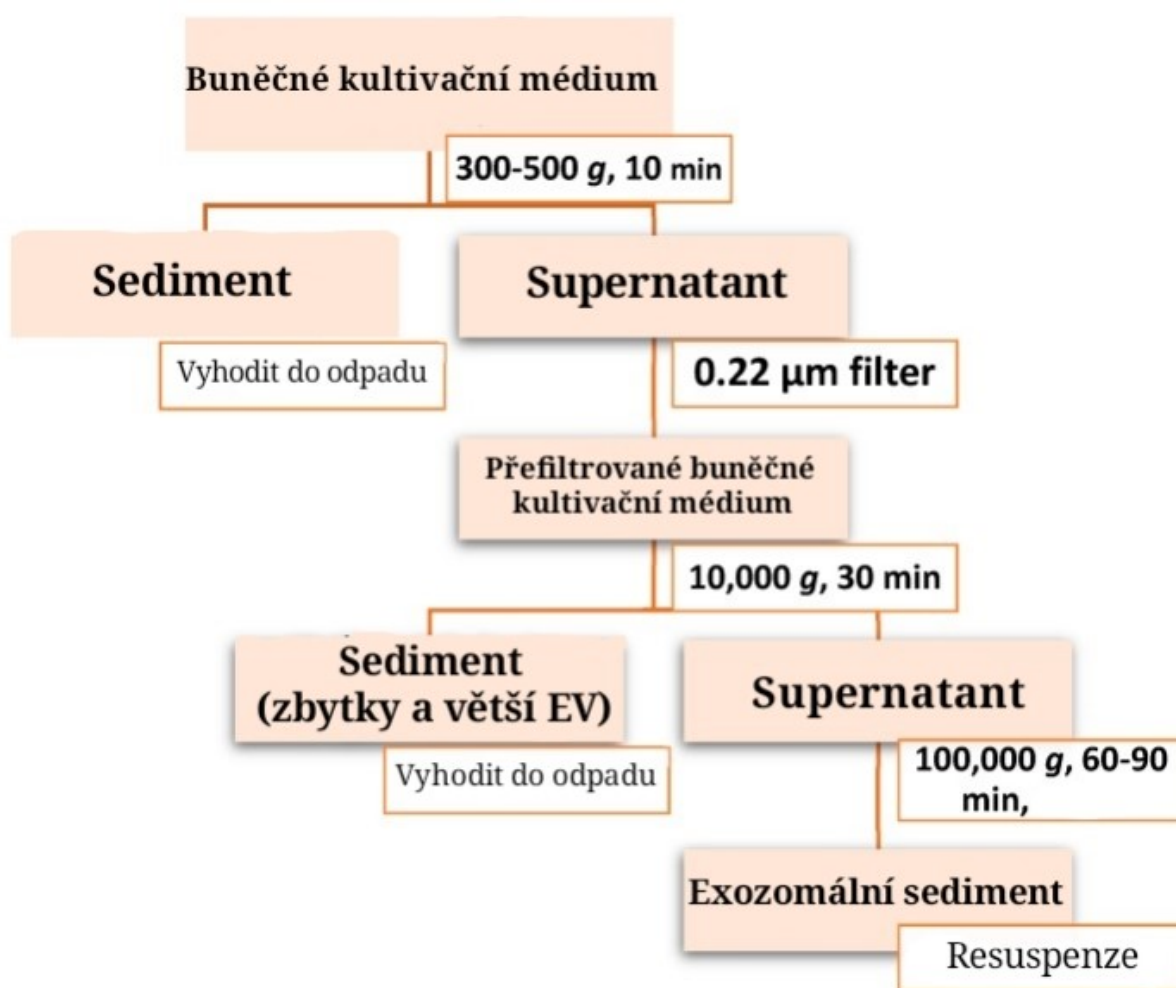 Buněčné kultivační médium
300-500 g, 10 min
Sediment
Supernatant
Vyhodit do odpadu
0.22 µm filter
Přefiltrované buněčné
kultivační médium
10,000 g, 30 min
Sediment
(zbytky a větší EV)
Supernatant
Vyhodit do odpadu
100,000 g, 60-90
min,
Exozomální sediment
Resuspenze